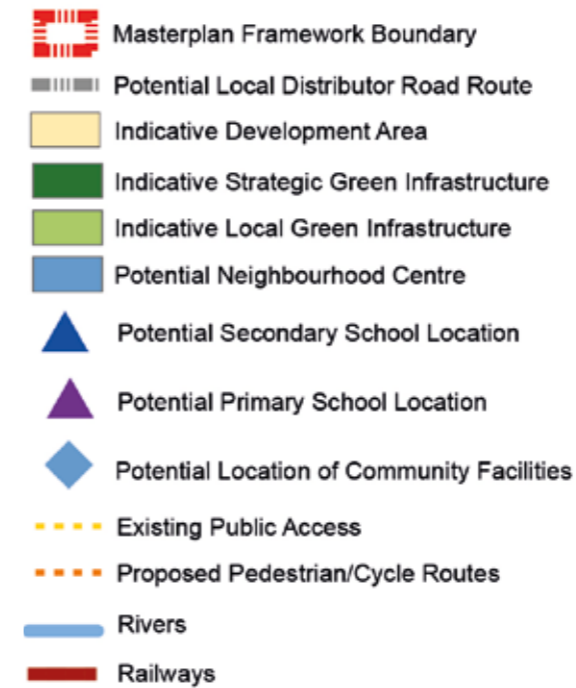 Masterplan Framework Boundary
Potential Local Distributor Road Route
Indicative Development Area
Indicative Strategic Green Infrastructure
Indicative Local Green Infrastructure
Potential Neighbourhood Centre
Potential Secondary School Location
Potential Primary School Location
Potential Location of Community Facilities
Existing Public Access
Proposed Pedestrian/Cycle Routes
Rivers
Railways